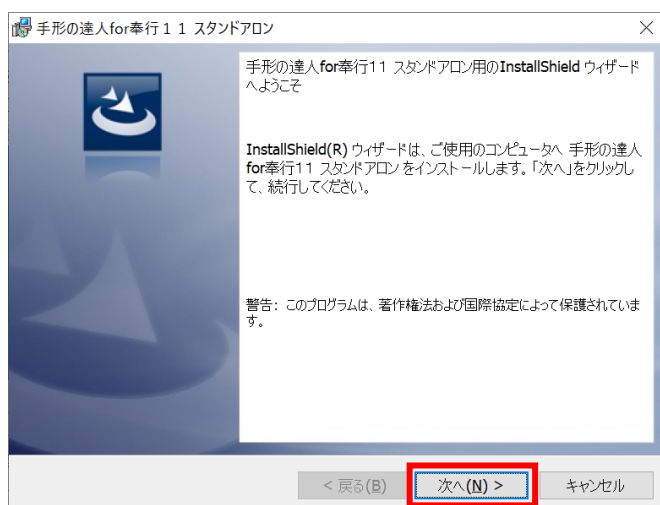 手形の達人for奉行11 スタンドアロン
手形の達人for奉行11 スタンドアロン用のInstallShield ウィザード
へようこそ
InstallShield(R) ウィザードは、ご使用のコンピュータへ 手形の達人
for奉行11 スタンドアロン をインストールします。「次へ」をクリックし
て、続行してください。
警告: このプログラムは、著作権法および国際協定によって保護されていま
す。
< 戻る(B) 次へ(N) > キャンセル